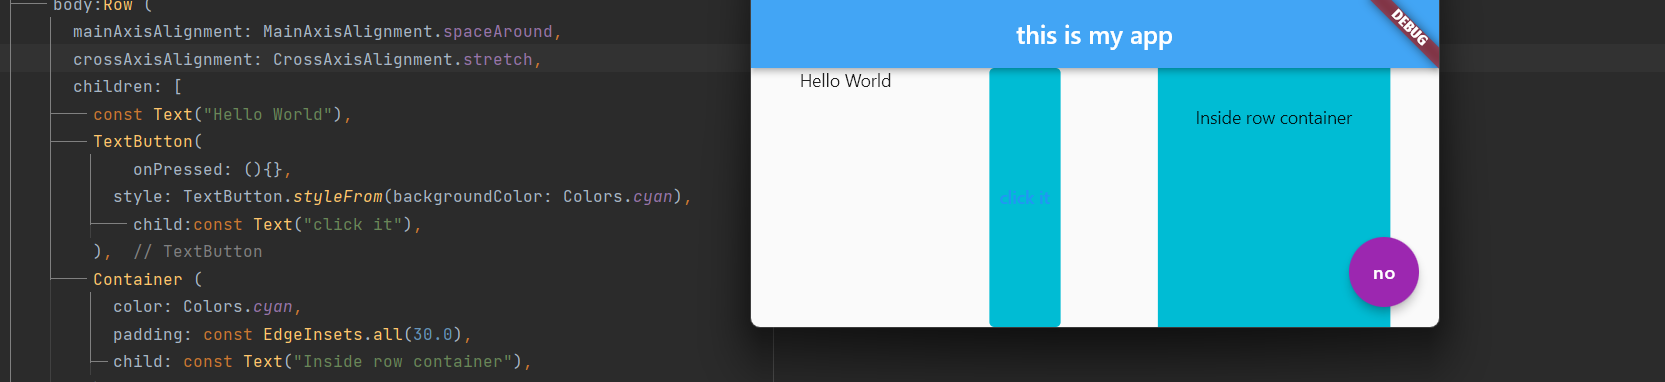 body:Row (
mainAxisAlignment: MainAxisAlignment.spaceAround,
crossAxisAlignment: CrossAxisAlignment.stretch,
children: [
const Text("Hello World"),
TextButton(
onPressed: (){},
style: TextButton.styleFrom(backgroundColor: Colors.cyan),
child:const Text("click it"),
), // TextButton
Container (
color: Colors.cyan,
padding: const EdgeInsets.all(30.0),
child: const Text("Inside row container"),
this is my app
DEBUG
Hello World
click it
Inside row container
no